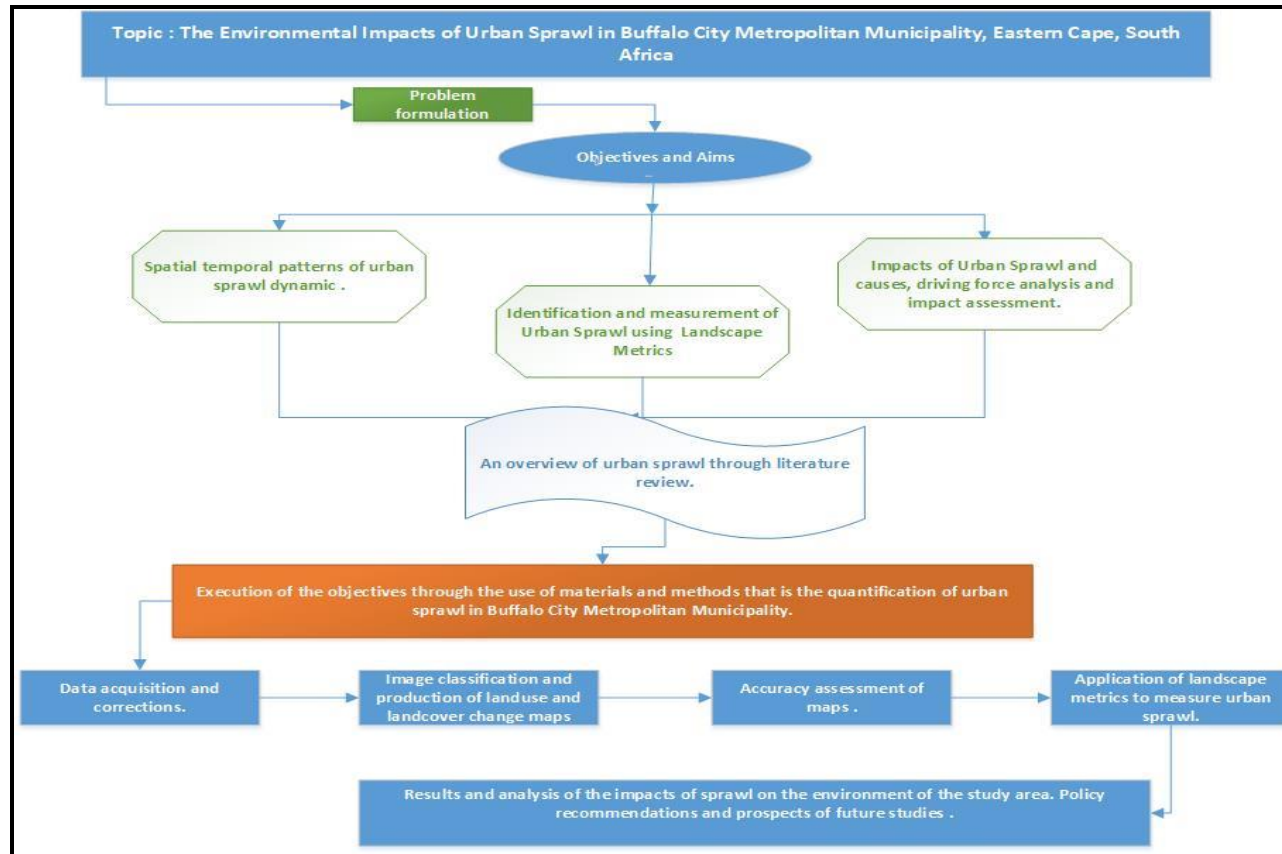 Topic : The Environmental Impacts of Urban Sprawl in Buffalo City Metropolitan Municipality, Eastern Cape, South
Africa
Problem
formulation
Objectives and Aims
Spatial temporal patterns of urban
sprawl dynamic .
Identification and measurement of
Urban Sprawl using Landscape
Metrics
Impacts of Urban Sprawl and
causes, driving force analysis and
impact assessment.
An overview of urban sprawl through literature
review.
Execution of the objectives through the use of materials and methods that is the quantification of urban
sprawl in Buffalo City Metropolitan Municipality.
Data acquisition and
corrections.
Image classification and
production of landuse and
landcover change maps
Accuracy assessment of
maps .
Application of landscape
metrics to measure urban
sprawl.
Results and analysis of the impacts of sprawl on the environment of the study area. Policy
recommendations and prospects of future studies .